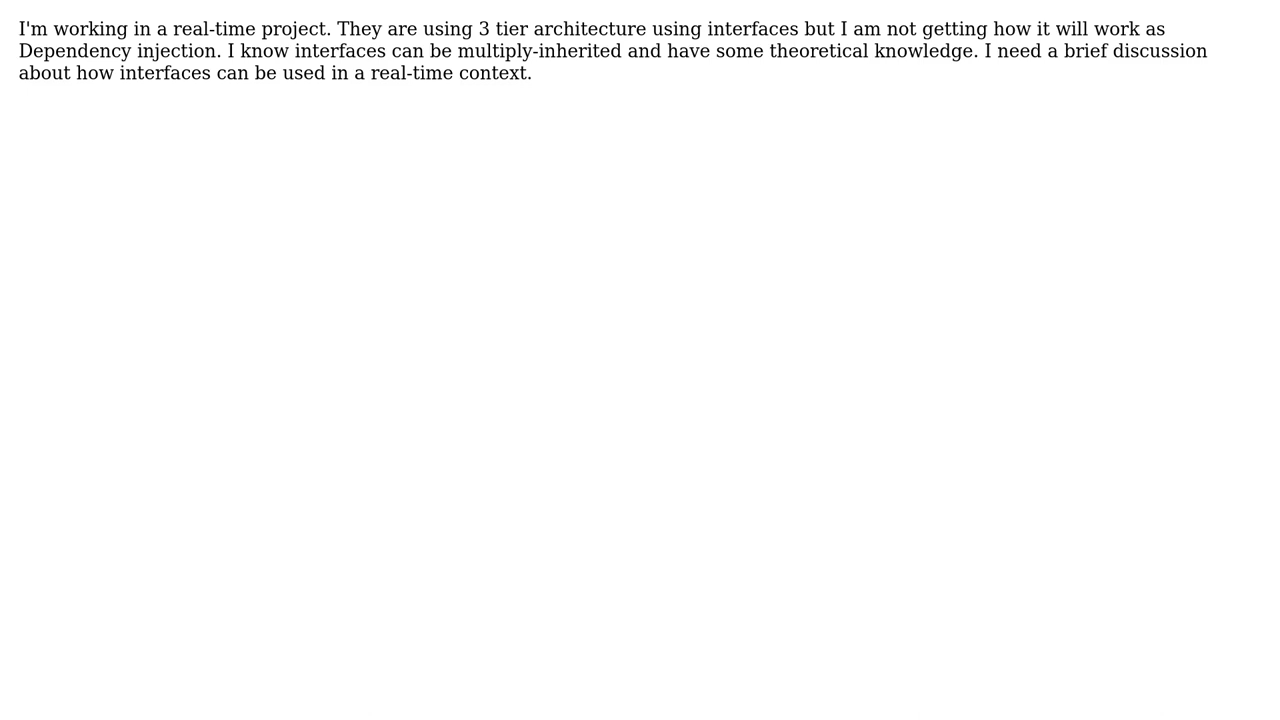 I'm working in a real-time project. They are using 3 tier architecture using interfaces but I am not getting how it will work as
Dependency injection. I know interfaces can be multiply-inherited and have some theoretical knowledge. I need a brief discussion
about how interfaces can be used in a real-time context.